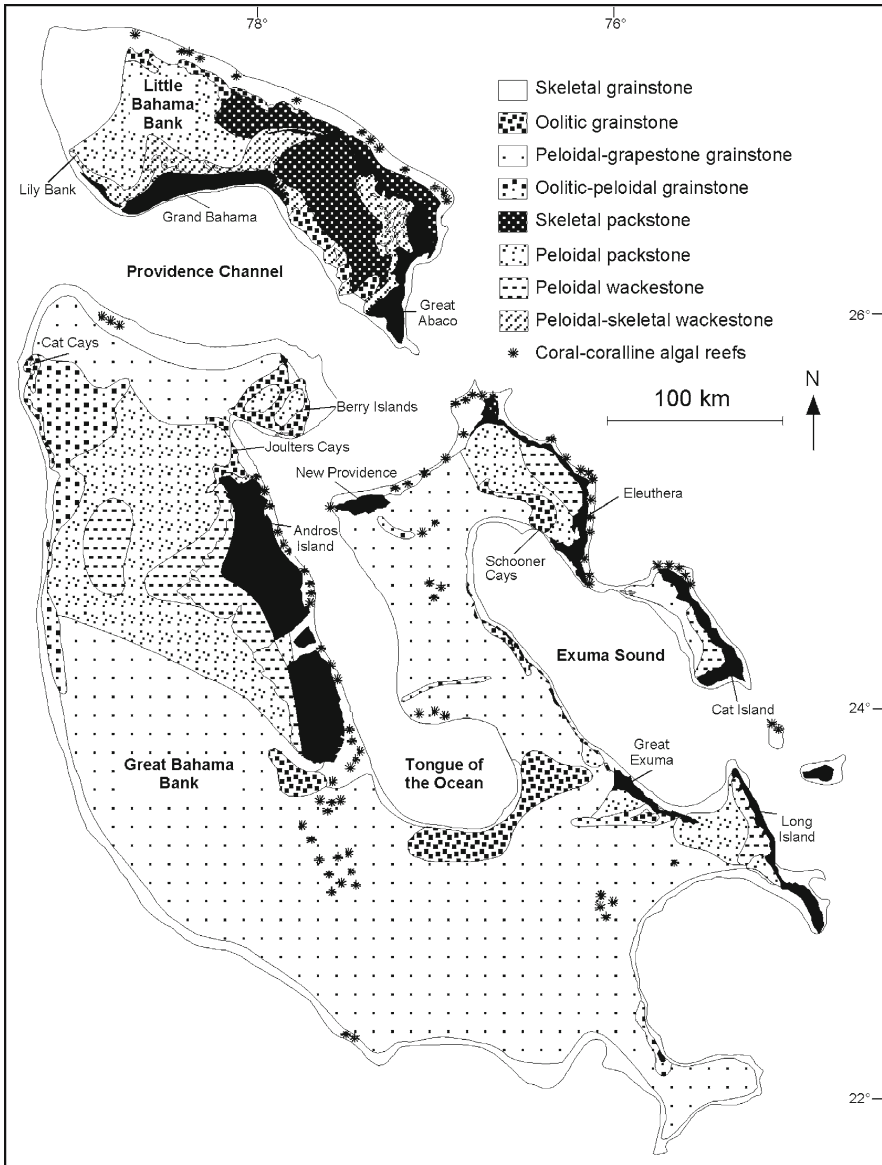 78°
76°
Little
Bahama
Bank
Lily Bank
Grand Bahama
Providence Channel
Great
Abaco
Skeletal grainstone
Oolitic grainstone
Peloidal-grapestone grainstone
Oolitic-peloidal grainstone
Skeletal packstone
Peloidal packstone
Peloidal wackestone
Peloidal-skeletal wackestone
Coral-coralline algal reefs
26°
100 km
N
Cat Cays
Berry Islands
Joulters Cays
New Providence
Andros
Island
Eleuthera
Schooner
Cays
Exuma Sound
Cat Island
24°
Great Bahama
Bank
Tongue of
the Ocean
Great
Exuma
Long
Island
22°